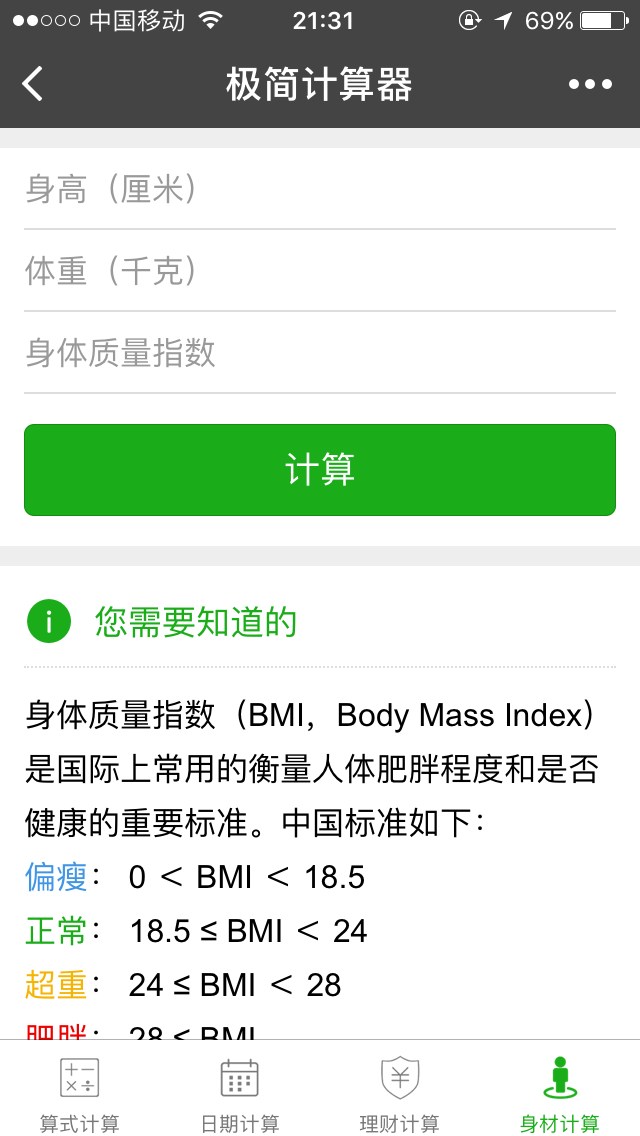 中国移动 21:31 69%
极简计算器
身高（厘米）
体重（千克）
身体质量指数
计算
您需要知道的
身体质量指数（BMI，Body Mass Index）
是国际上常用的衡量人体肥胖程度和是否
健康的重要标准。中国标准如下：
偏瘦： 0 < BMI < 18.5
正常： 18.5 ≤ BMI < 24
超重： 24 ≤ BMI < 28
肥胖： 28 ≤ BMI
算式计算 日期计算 理财计算 身材计算